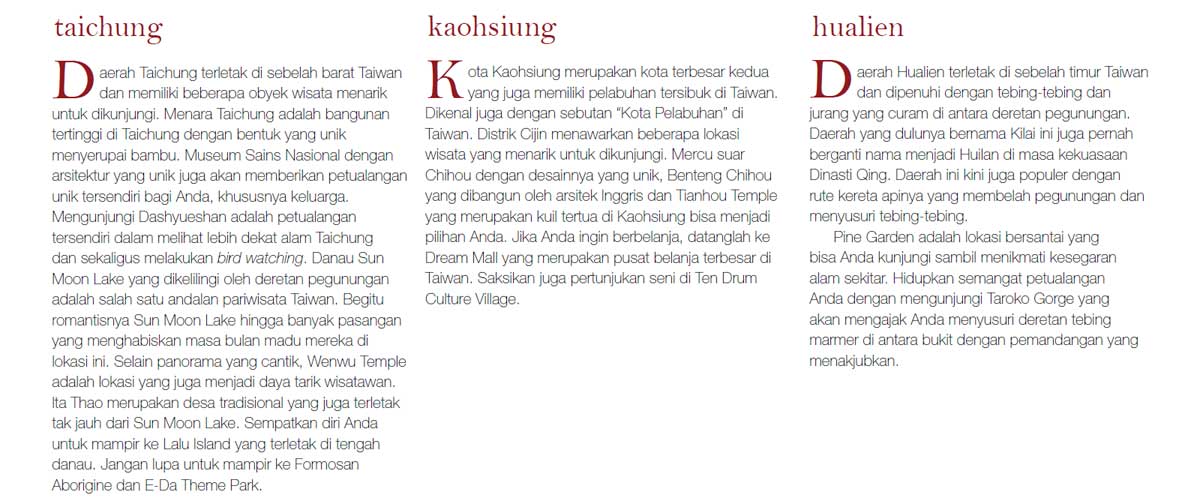 taichung
Daerah Taichung terletak di sebelah barat Taiwan
dan memiliki beberapa obyek wisata menarik
untuk dikunjungi. Menara Taichung adalah bangunan
tertinggi di Taichung dengan bentuk yang unik
menyerupai bambu. Museum Sains Nasional dengan
arsitektur yang unik juga akan memberikan petualangan
unik tersendiri bagi Anda, khususnya keluarga.
Mengunjungi Dashyueshan adalah petualangan
tersendiri dalam melihat lebih dekat alam Taichung
dan sekaligus melakukan bird watching. Danau Sun
Moon Lake yang dikelilingi oleh deretan pegunungan
adalah salah satu andalan pariwisata Taiwan. Begitu
romantisnya Sun Moon Lake hingga banyak pasangan
yang menghabiskan masa bulan madu mereka di
lokasi ini. Selain panorama yang cantik, Wenwu Temple
adalah lokasi yang juga menjadi daya tarik wisatawan.
Ita Thao merupakan desa tradisional yang juga terletak
tak jauh dari Sun Moon Lake. Sempatkan diri Anda
untuk mampir ke Lalu Island yang terletak di tengah
danau. Jangan lupa untuk mampir ke Formosan
Aborigine dan E-Da Theme Park.
kaohsiung
Kota Kaohsiung merupakan kota terbesar kedua
yang juga memiliki pelabuhan tersibuk di Taiwan.
Dikenal juga dengan sebutan “Kota Pelabuhan” di
Taiwan. Distrik Cijin menawarkan beberapa lokasi
wisata yang menarik untuk dikunjungi. Mercu suar
Chihou dengan desainnya yang unik, Benteng Chihou
yang dibangun oleh arsitek Inggris dan Tianhou Temple
yang merupakan kuil tertua di Kaohsiung bisa menjadi
pilihan Anda. Jika Anda ingin berbelanja, datanglah ke
Dream Mall yang merupakan pusat belanja terbesar di
Taiwan. Saksikan juga pertunjukan seni di Ten Drum
Culture Village.
hualien
Daerah Hualien terletak di sebelah timur Taiwan
dan dipenuhi dengan tebing-tebing dan
jurang yang curam di antara deretan pegunungan.
Daerah yang dulunya bernama Kilai ini juga pernah
berganti nama menjadi Huilan di masa kekuasaan
Dinasti Qing. Daerah ini kini juga populer dengan
rute kereta apinya yang membelah pegunungan dan
menyusuri tebing-tebing.
Pine Garden adalah lokasi bersantai yang
bisa Anda kunjungi sambil menikmati kesegaran
alam sekitar. Hidupkan semangat petualangan
Anda dengan mengunjungi Taroko Gorge yang
akan mengajak Anda menyusuri deretan tebing
marmer di antara bukit dengan pemandangan yang
menakjubkan.